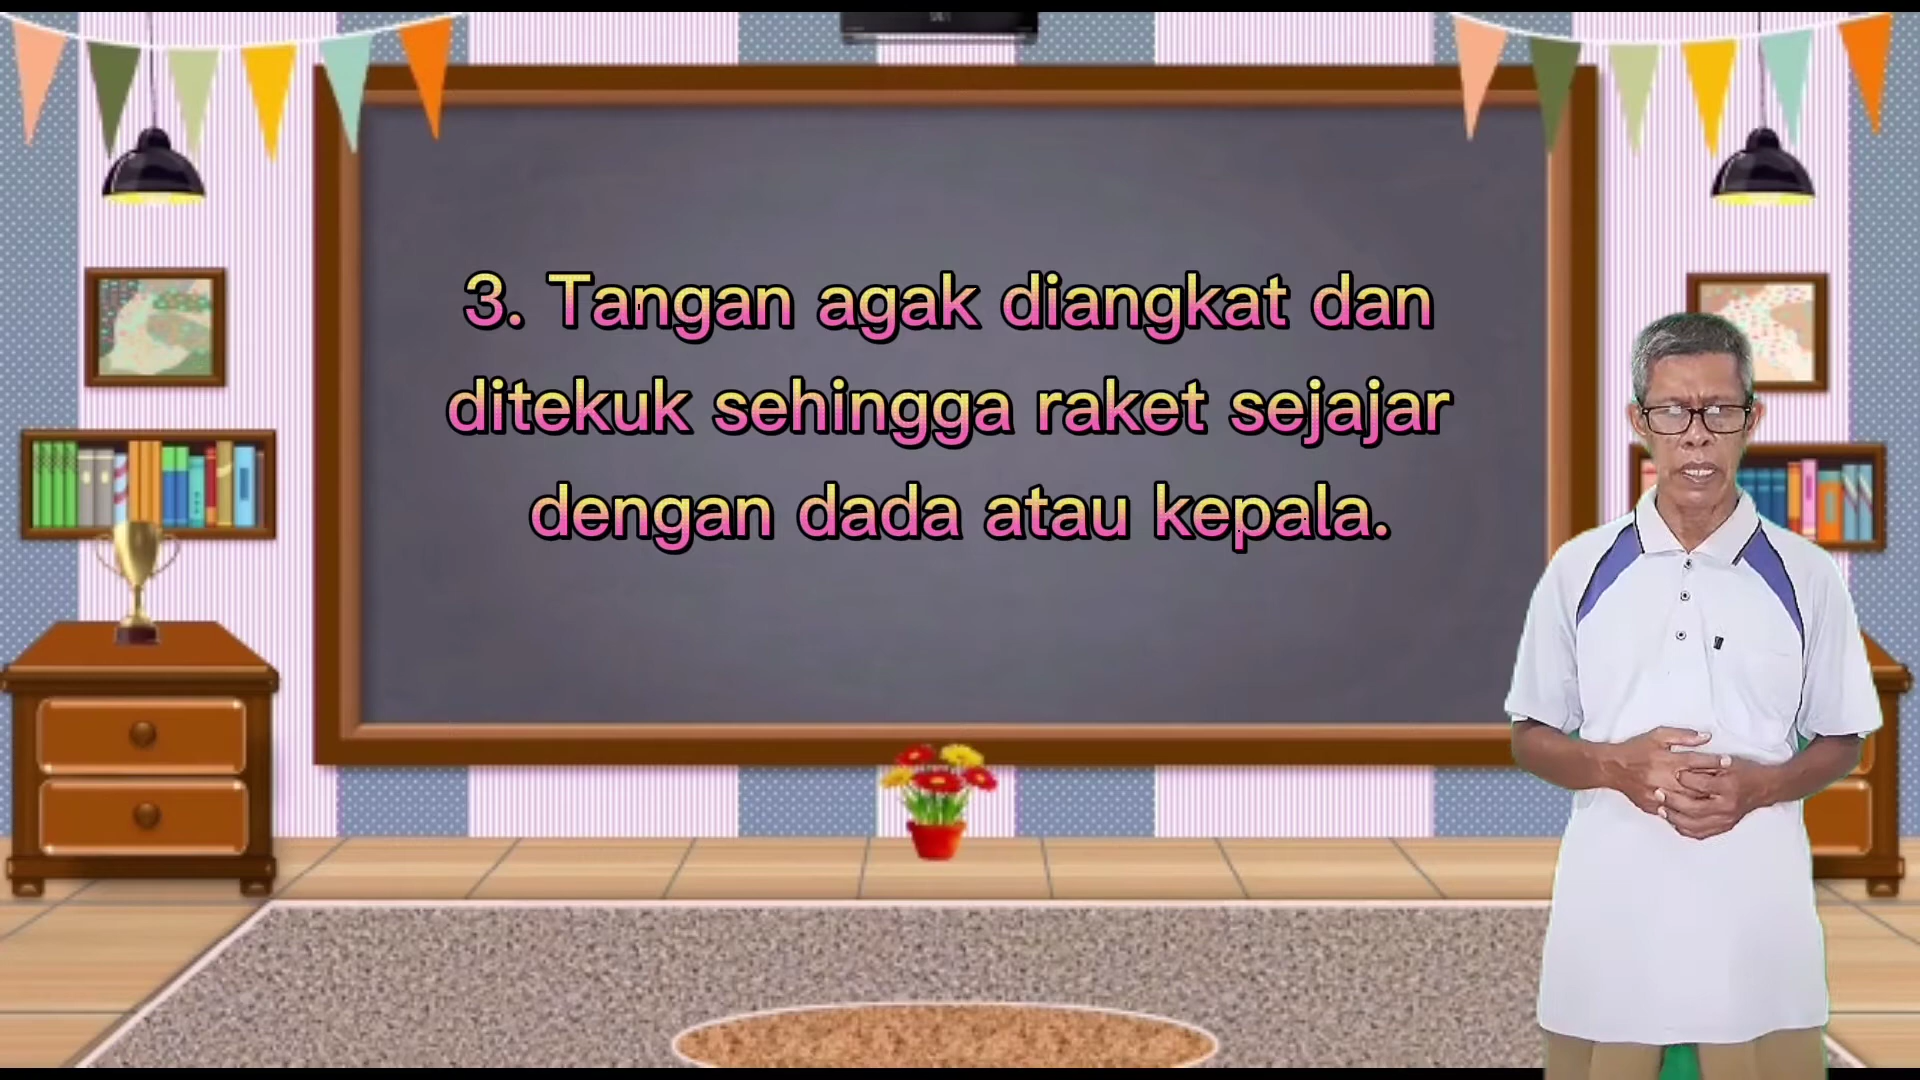 3. Tangan agak diangkat dan
ditekuk sehingga raket sejajar
dengan dada atau kepala.